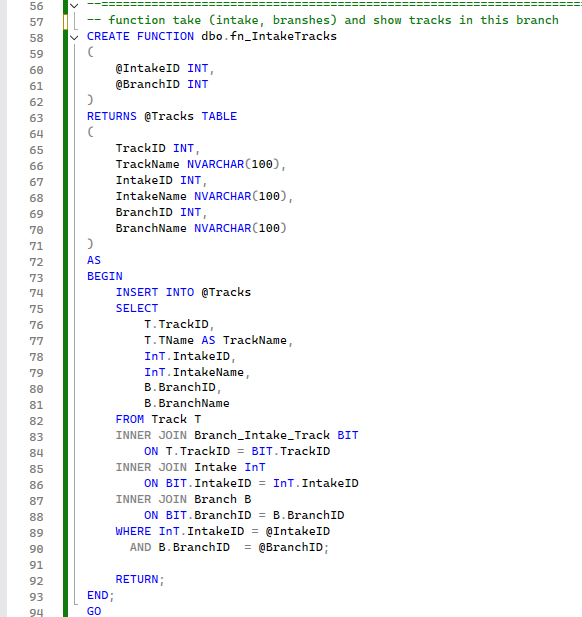 56 --================================================================
57 -- function take (intake, branshes) and show tracks in this branch
58 CREATE FUNCTION dbo.fn_IntakeTracks
59 (
60     @IntakeID INT,
61     @BranchID INT
62 )
63 RETURNS @Tracks TABLE
64 (
65     TrackID INT,
66     TrackName NVARCHAR(100),
67     IntakeID INT,
68     IntakeName NVARCHAR(100),
69     BranchID INT,
70     BranchName NVARCHAR(100)
71 )
72 AS
73 BEGIN
74     INSERT INTO @Tracks
75     SELECT
76         T.TrackID,
77         T.TName AS TrackName,
78         InT.IntakeID,
79         InT.IntakeName,
80         B.BranchID,
81         B.BranchName
82     FROM Track T
83     INNER JOIN Branch_Intake_Track BIT
84         ON T.TrackID = BIT.TrackID
85     INNER JOIN Intake InT
86         ON BIT.IntakeID = InT.IntakeID
87     INNER JOIN Branch B
88         ON BIT.BranchID = B.BranchID
89     WHERE InT.IntakeID = @IntakeID
90       AND B.BranchID  = @BranchID;
91
92     RETURN;
93 END;
94 GO